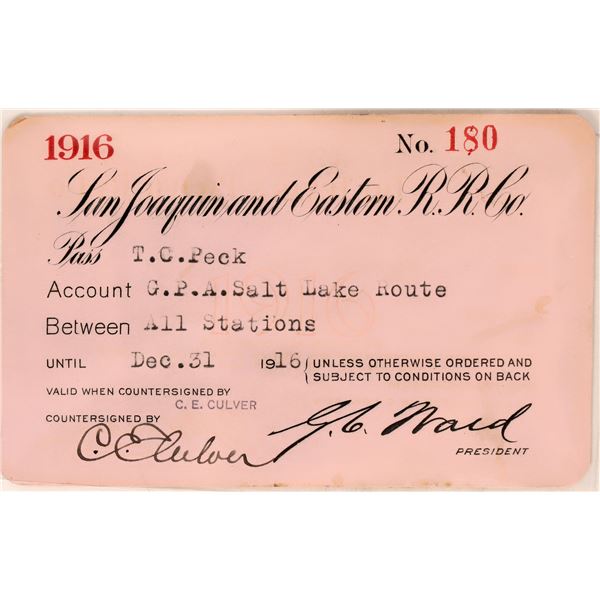 1916 No. 180
San Joaquin and Eastern R.R.Co.
Pass T.C.Peck
Account G.P.A.Salt Lake Route
Between All Stations
UNTIL Dec.31 1916 UNLESS OTHERWISE ORDERED AND
SUBJECT TO CONDITIONS ON BACK
VALID WHEN COUNTERSIGNED BY
C. E. CULVER
COUNTERSIGNED BY
C. E. Culver G. C. Ward
PRESIDENT